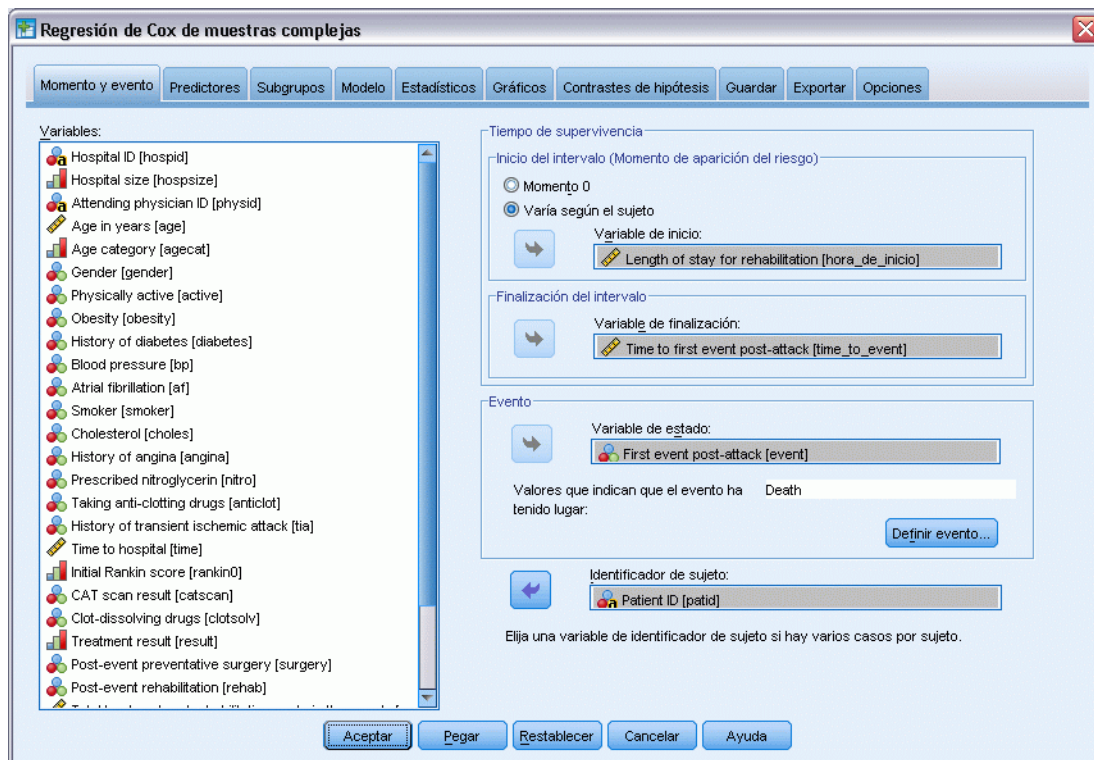 Regresión de Cox de muestras complejas
Momento y evento
Predictores
Subgrupos
Modelo
Estadísticos
Gráficos
Contrastes de hipótesis
Guardar
Exportar
Opciones
Variables:
Hospital ID [hospid]
Hospital size [hospsize]
Attending physician ID [physid]
Age in years [age]
Age category [agecat]
Gender [gender]
Physically active [active]
Obesity [obesity]
History of diabetes [diabetes]
Blood pressure [bp]
Atrial fibrillation [af]
Smoker [smoker]
Cholesterol [choles]
History of angina [angina]
Prescribed nitroglycerin [nitro]
Taking anti-clotting drugs [anticlot]
History of transient ischemic attack [tia]
Time to hospital [time]
Initial Rankin score [rankin0]
CAT scan result [catscan]
Clot-dissolving drugs [clotsolv]
Treatment result [result]
Post-event preventative surgery [surgery]
Post-event rehabilitation [rehab]
Tiempo de supervivencia
Inicio del intervalo (Momento de aparición del riesgo)
Momento 0
Varía según el sujeto
Variable de inicio:
Length of stay for rehabilitation [hora_de_inicio]
Finalización del intervalo
Variable de finalización:
Time to first event post-attack [time_to_event]
Evento
Variable de estado:
First event post-attack [event]
Valores que indican que el evento ha
tenido lugar:
Death
Definir evento...
Identificador de sujeto:
Patient ID [patid]
Elija una variable de identificador de sujeto si hay varios casos por sujeto.
Aceptar
Pegar
Restablecer
Cancelar
Ayuda